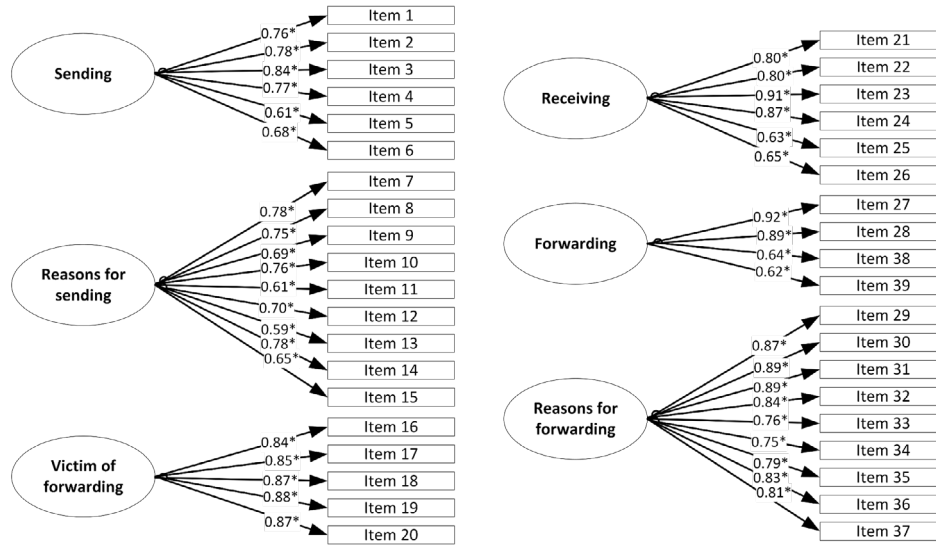 Sending
0.76*
0.78*
0.84*
0.77*
0.61*
0.68*
Item 1
Item 2
Item 3
Item 4
Item 5
Item 6
Reasons for
sending
0.78*
0.75*
0.69*
0.76*
0.61*
0.70*
0.59*
0.78*
0.65*
Item 7
Item 8
Item 9
Item 10
Item 11
Item 12
Item 13
Item 14
Item 15
Victim of
forwarding
0.84*
0.85*
0.87*
0.88*
0.87*
Item 16
Item 17
Item 18
Item 19
Item 20
Receiving
0.80*
0.80*
0.91*
0.87*
0.63*
0.65*
Item 21
Item 22
Item 23
Item 24
Item 25
Item 26
Forwarding
0.92*
0.89*
0.64*
0.62*
Item 27
Item 28
Item 38
Item 39
Reasons for
forwarding
0.87*
0.89*
0.89*
0.84*
0.76*
0.75*
0.79*
0.83*
0.81*
Item 29
Item 30
Item 31
Item 32
Item 33
Item 34
Item 35
Item 36
Item 37